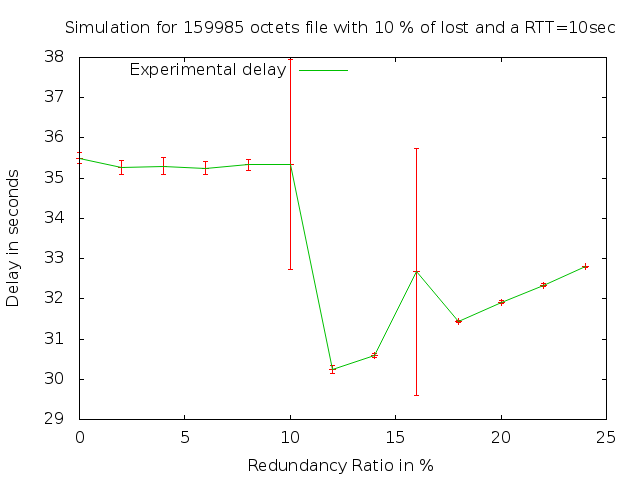 Simulation for 159985 octets file with 10 % of lost and a RTT=10sec
Experimental delay
38
37
36
35
34
33
32
31
30
29
Delay in seconds
0 5 10 15 20 25
Redundancy Ratio in %